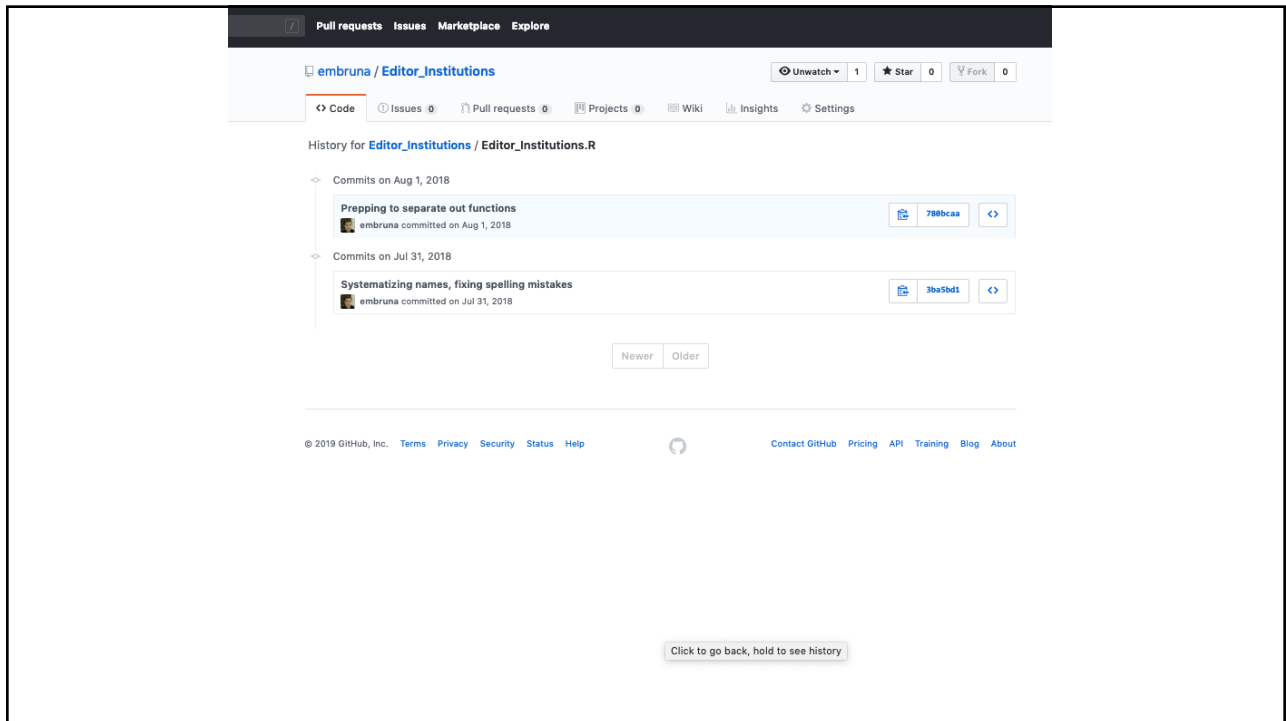 / Pull requests Issues Marketplace Explore
embruna / Editor_Institutions Unwatch 1 Star 0 Fork 0
<> Code Issues 0 Pull requests 0 Projects 0 Wiki Insights Settings
History for Editor_Institutions / Editor_Institutions.R
Commits on Aug 1, 2018
Prepping to separate out functions
embruna committed on Aug 1, 2018 780bcaa <>
Commits on Jul 31, 2018
Systematizing names, fixing spelling mistakes
embruna committed on Jul 31, 2018 3ba5bd1 <>
Newer Older
© 2019 GitHub, Inc. Terms Privacy Security Status Help Contact GitHub Pricing API Training Blog About
Click to go back, hold to see history